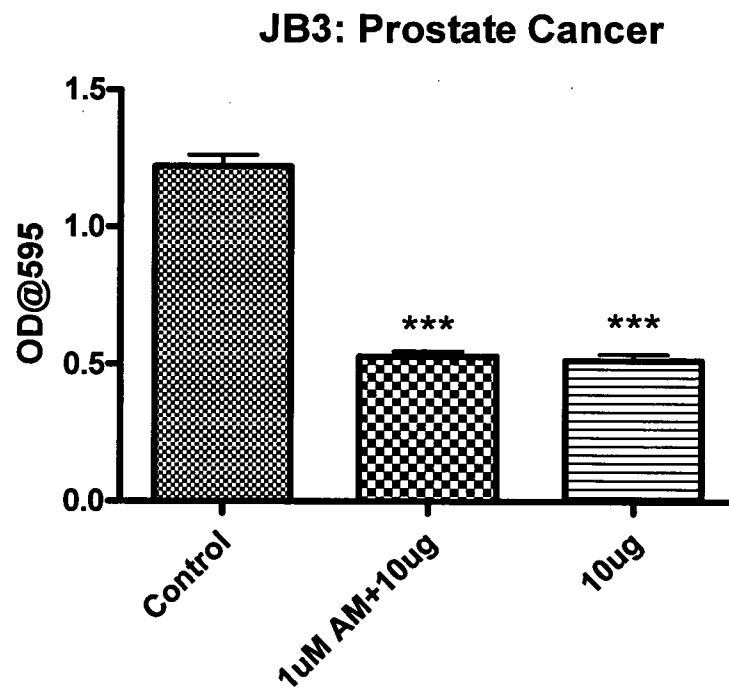 JB3: Prostate Cancer
1.5
1.0
0.5
0.0
OD@595
***
***
Control
1uM AM+10ug
10ug